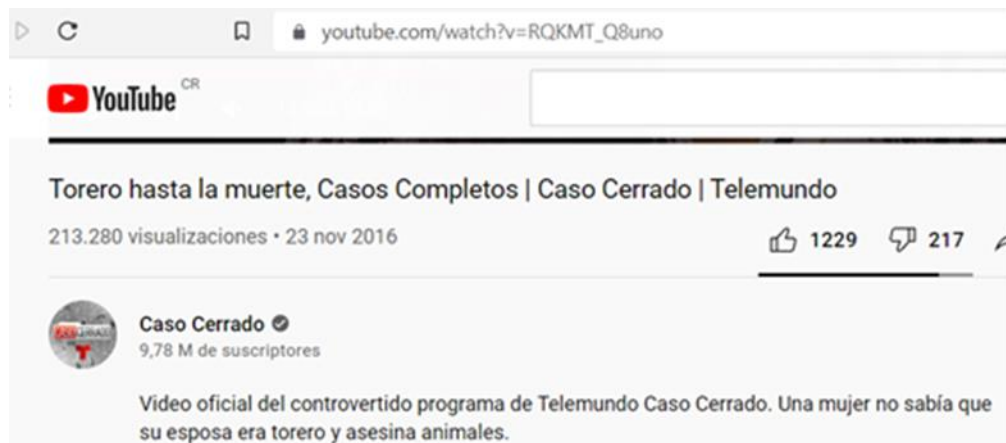 youtube.com/watch?v=RQKMT_Q8uno
YouTube CR
Torero hasta la muerte, Casos Completos | Caso Cerrado | Telemundo
213.280 visualizaciones • 23 nov 2016
1229 217
Caso Cerrado
9,78 M de suscriptores
Video oficial del controvertido programa de Telemundo Caso Cerrado. Una mujer no sabía que
su esposa era torero y asesina animales.